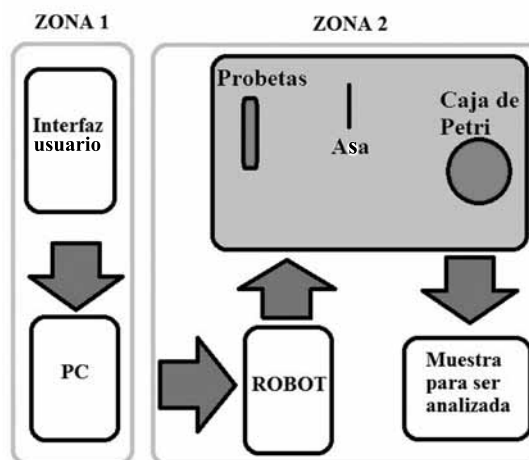 ZONA 1
ZONA 2
Interfaz
usuario
PC
Probetas
Asa
Caja de
Petri
ROBOT
Muestra
para ser
analizada